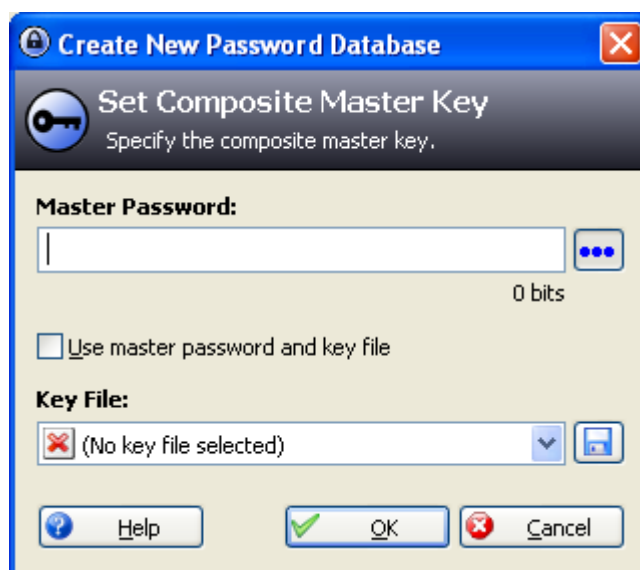 Create New Password Database
Set Composite Master Key
Specify the composite master key.
Master Password:
0 bits
Use master password and key file
Key File:
(No key file selected)
Help OK Cancel